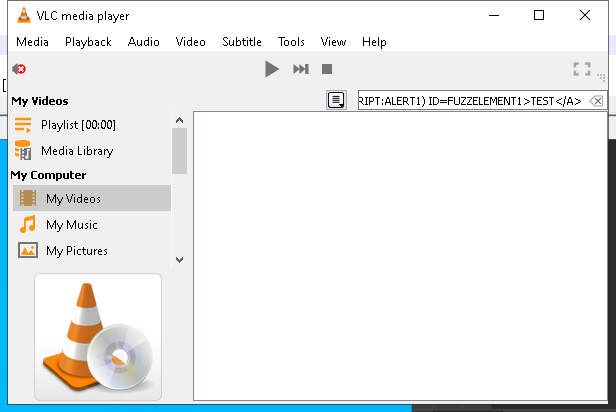 VLC media player
Media Playback Audio Video Subtitle Tools View Help
[
My Videos
RIPT:ALERT1) ID=FUZZELEMENT1>TEST</A>
Playlist [00:00]
Media Library
My Computer
My Videos
My Music
My Pictures